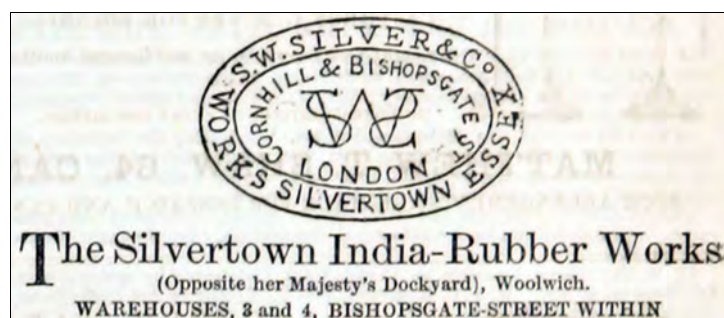 S.W. SILVER & Co
WORKS SILVERTOWN ESSEX
CORNHILL & BISHOPSGATE ST
LONDON
SWS
The Silvertown India-Rubber Works
(Opposite her Majesty's Dockyard), Woolwich.
WAREHOUSES, 3 and 4, BISHOPSGATE-STREET WITHIN